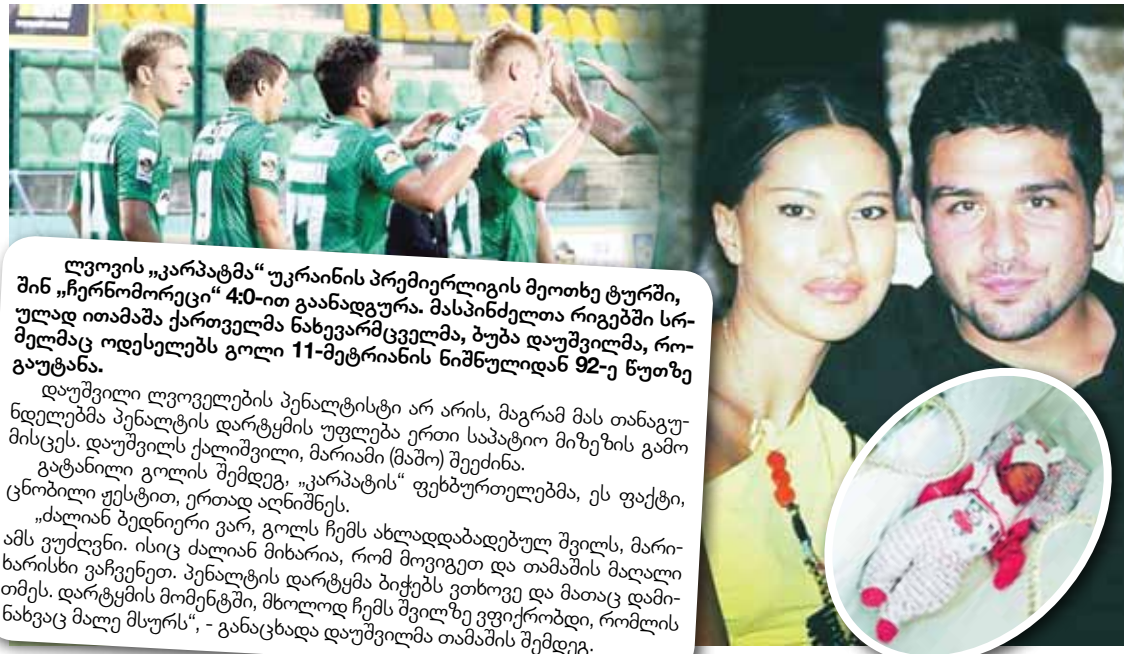 ლვოვის „კარპატმა“ უკრაინის პრემიერლიგის მეოთხე ტურში,
შინ „ჩერნომორეცი“ 4:0-ით გაანადგურა. მასპინძელთა რიგებში სრ-
ულად ითამაშა ქართველმა ნახევარმცველმა, ბუბა დაუშვილმა, რო-
მელმაც ოდესელებს გოლი 11-მეტრიანის ნიშნულიდან 92-ე წუთზე
გაუტანა.
დაუშვილი ლვოველების პენალტისტი არ არის, მაგრამ მას თანაგუ-
ნდელებმა პენალტის დარტყმის უფლება ერთი საპატიო მიზეზის გამო
მისცეს. დაუშვილს ქალიშვილი, მარიამი (მაშო) შეეძინა.
გატანილი გოლის შემდეგ, „კარპატის“ ფეხბურთელებმა, ეს ფაქტი,
ცნობილი ჟესტით, ერთად აღნიშნეს.
„ძალიან ბედნიერი ვარ, გოლს ჩემს ახლადდაბადებულ შვილს, მარი-
ამს ვუძღვნი. ისიც ძალიან მიხარია, რომ მოვიგეთ და თამაშის მაღალი
ხარისხი ვაჩვენეთ. პენალტის დარტყმა ბიჭებს ვთხოვე და მათაც დამი-
თმეს. დარტყმის მომენტში, მხოლოდ ჩემს შვილზე ვფიქრობდი, რომლის
ნახვაც მალე მსურს“, - განაცხადა დაუშვილმა თამაშის შემდეგ.